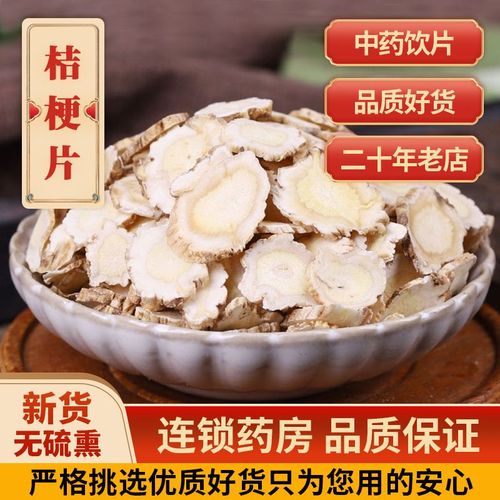 桔梗片
中药饮片
品质好货
二十年老店
新货
无硫熏
连锁药房 品质保证
严格挑选优质好货只为您用的安心